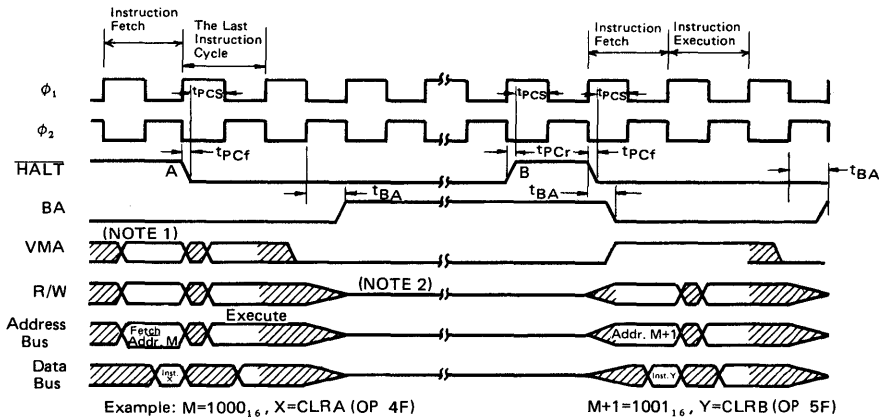 Instruction Fetch
The Last Instruction Cycle
Instruction Fetch
Instruction Execution
ϕ₁
tPCS
tPCS
tPCS
ϕ₂
tPCf
tPCr
tPCf
HALT
A
B
tBA
tBA
tBA
BA
(NOTE 1)
VMA
R/W
(NOTE 2)
Execute
Address Bus
Fetch Addr. M
Addr. M+1
Data Bus
Inst. X
Inst. Y
Example: M=1000₁₆, X=CLRA (OP 4F)
M+1=1001₁₆, Y=CLRB (OP 5F)